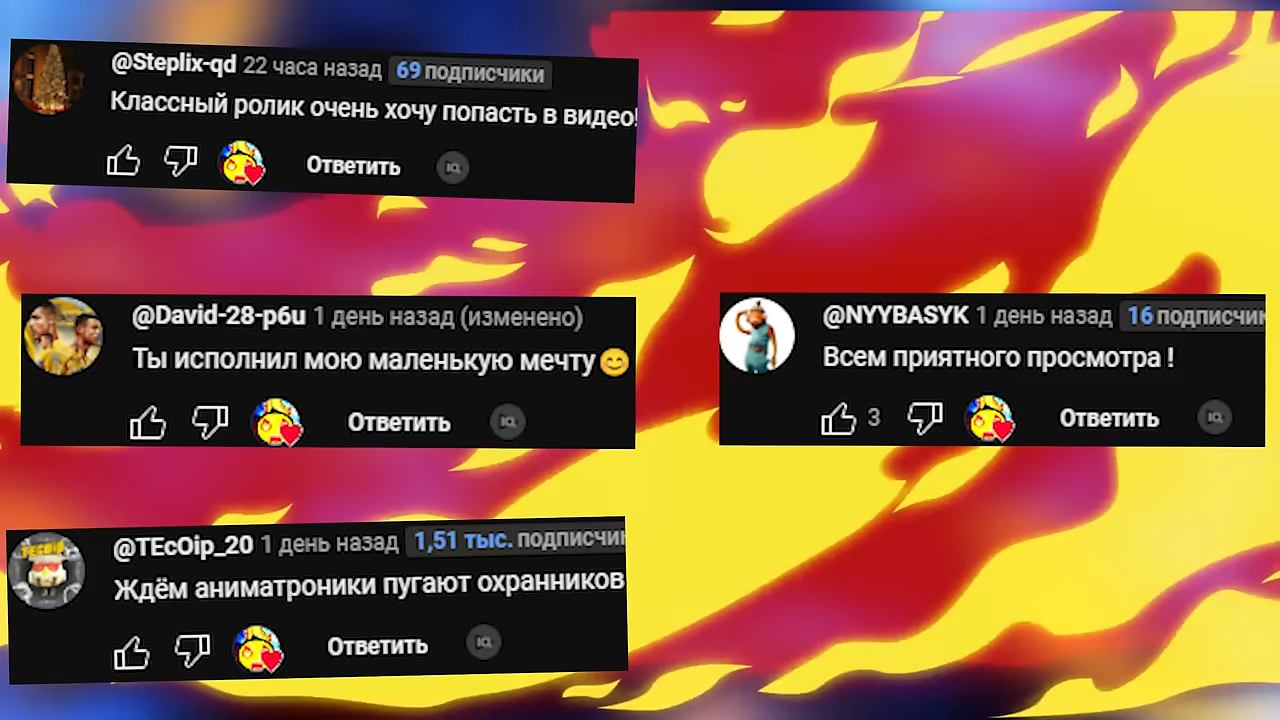 @Steplix-qd 22 часа назад 69 подписчики
Классный ролик очень хочу попасть в видео!
Ответить
@David-28-p6u 1 день назад (изменено)
Ты исполнил мою маленькую мечту😊
Ответить
@NYYBASYK 1 день назад 16 подписчик
Всем приятного просмотра !
3 Ответить
@TEcOip_20 1 день назад 1,51 тыс. подписчик
Ждём аниматроники пугают охранников
Ответить